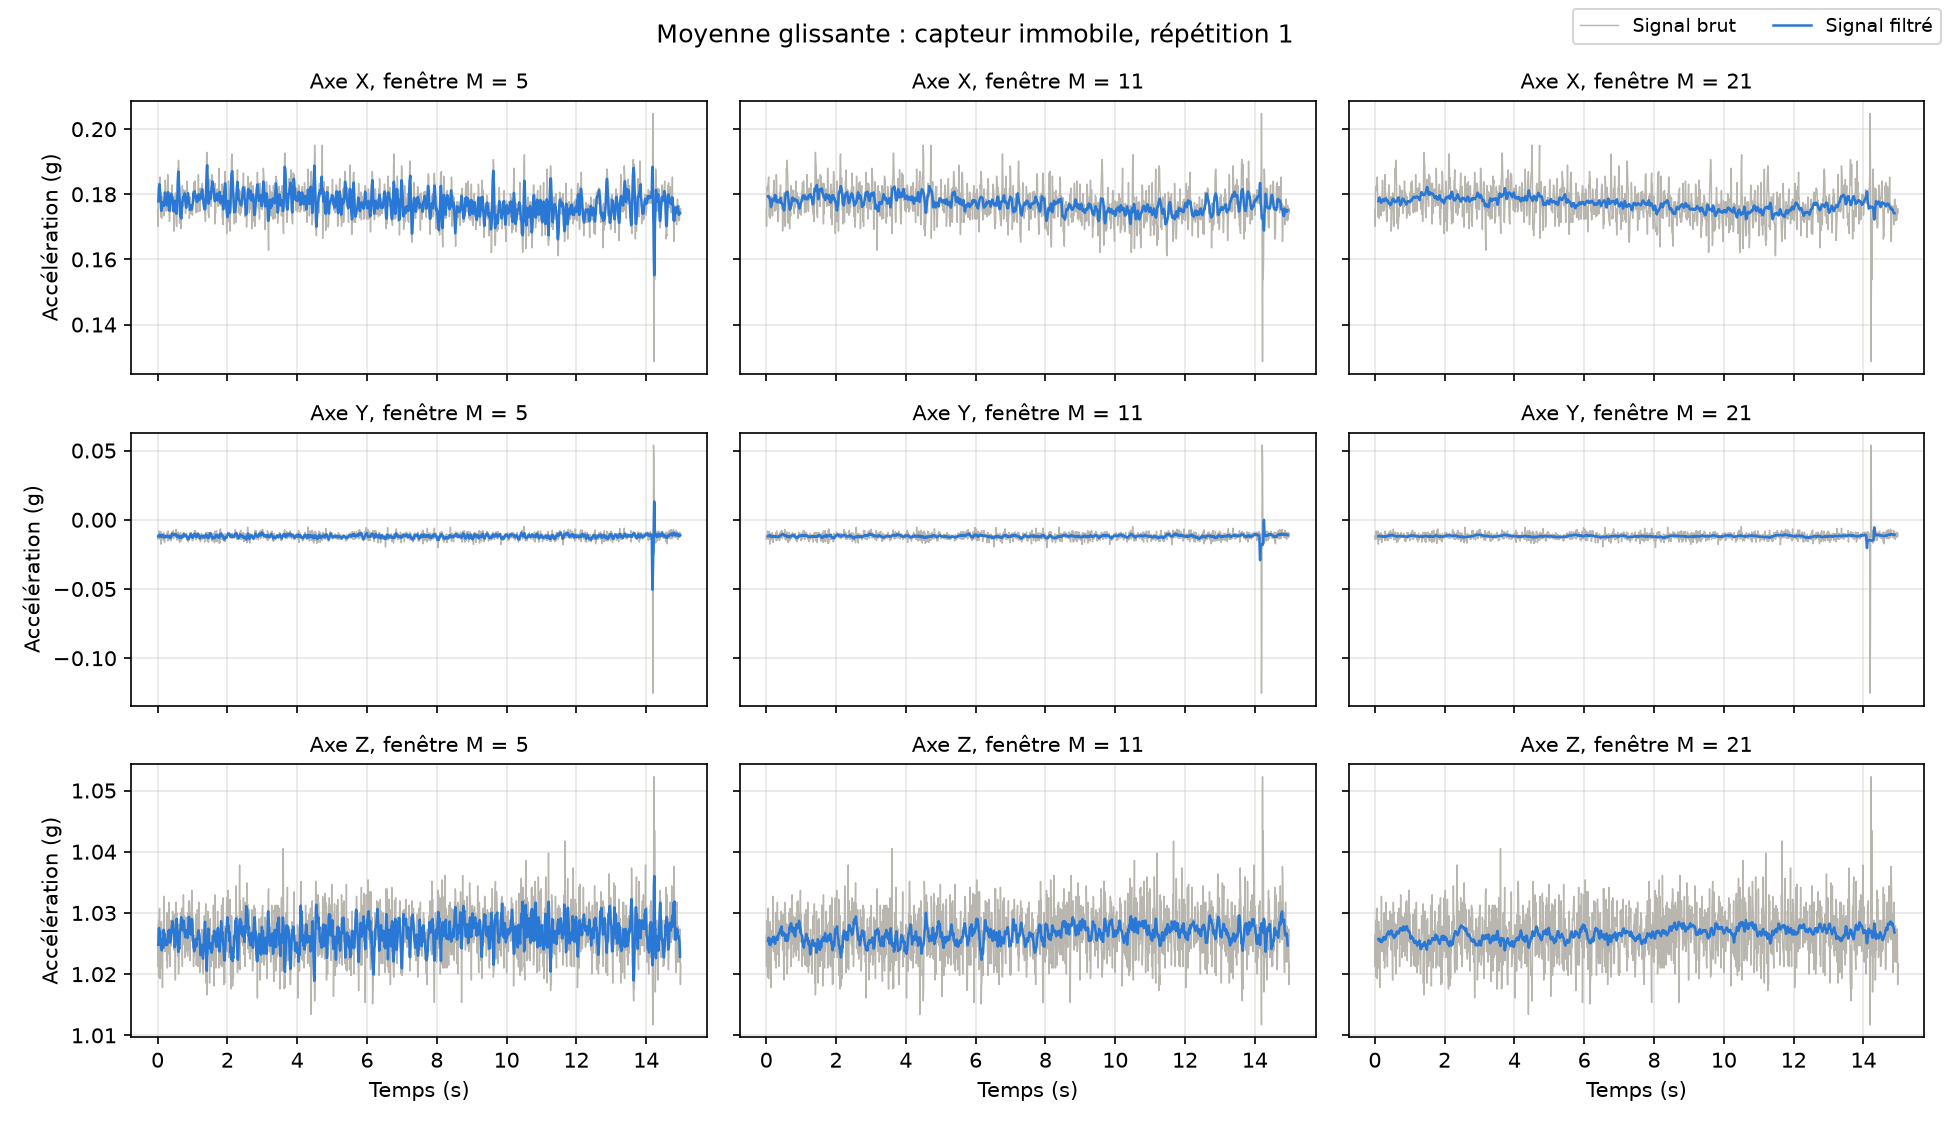 Moyenne glissante : capteur immobile, répétition 1
Signal brut
Signal filtré
Axe X, fenêtre M = 5
Axe X, fenêtre M = 11
Axe X, fenêtre M = 21
Accélération (g)
0.20
0.18
0.16
0.14
Axe Y, fenêtre M = 5
Axe Y, fenêtre M = 11
Axe Y, fenêtre M = 21
Accélération (g)
0.05
0.00
−0.05
−0.10
Axe Z, fenêtre M = 5
Axe Z, fenêtre M = 11
Axe Z, fenêtre M = 21
Accélération (g)
1.05
1.04
1.03
1.02
1.01
0 2 4 6 8 10 12 14
0 2 4 6 8 10 12 14
0 2 4 6 8 10 12 14
Temps (s)
Temps (s)
Temps (s)